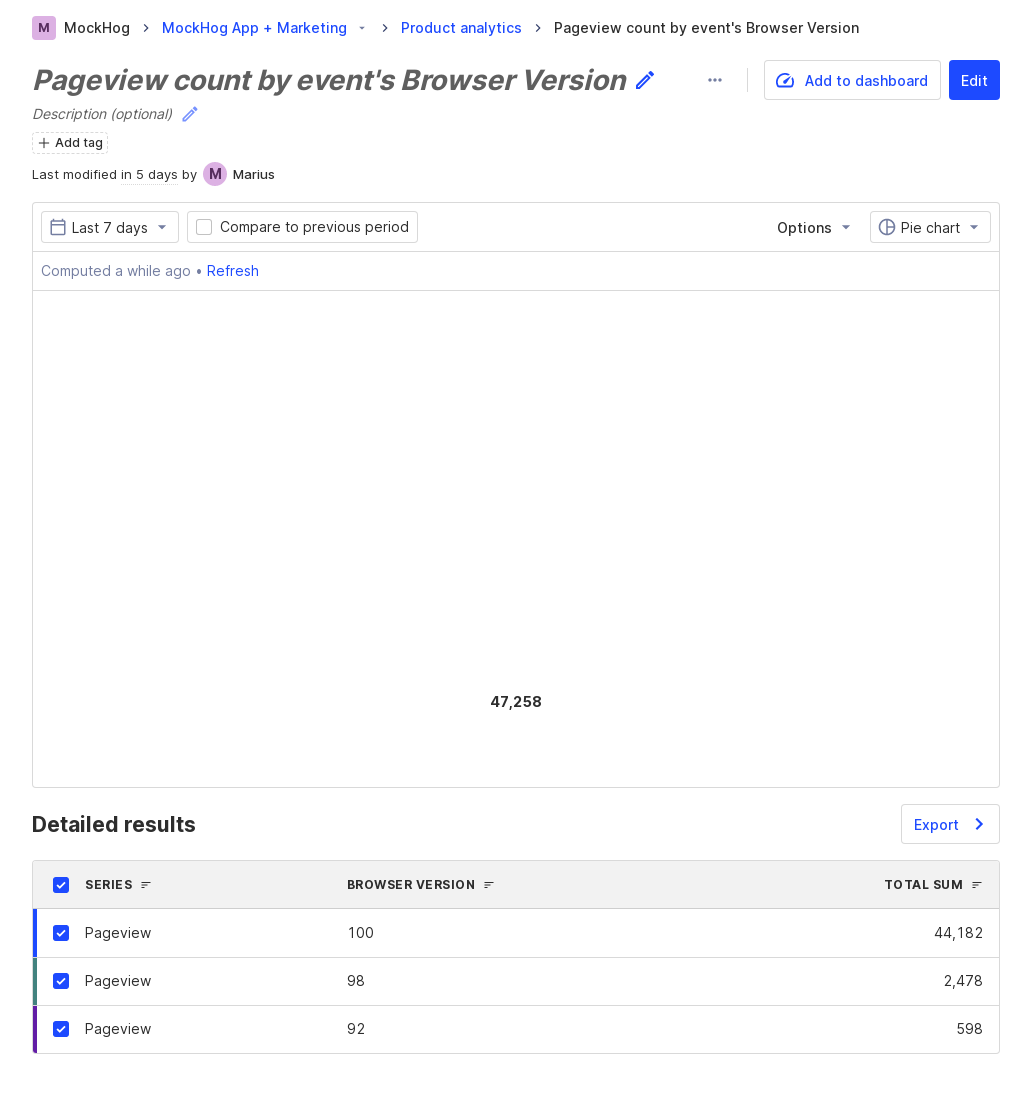 M MockHog > MockHog App + Marketing > Product analytics > Pageview count by event's Browser Version
Pageview count by event's Browser Version
Add to dashboard
Edit
Description (optional)
Add tag
Last modified in 5 days by M Marius
Last 7 days
Compare to previous period
Options
Pie chart
Computed a while ago • Refresh
47,258
Detailed results
Export
SERIES BROWSER VERSION TOTAL SUM
Pageview 100 44,182
Pageview 98 2,478
Pageview 92 598